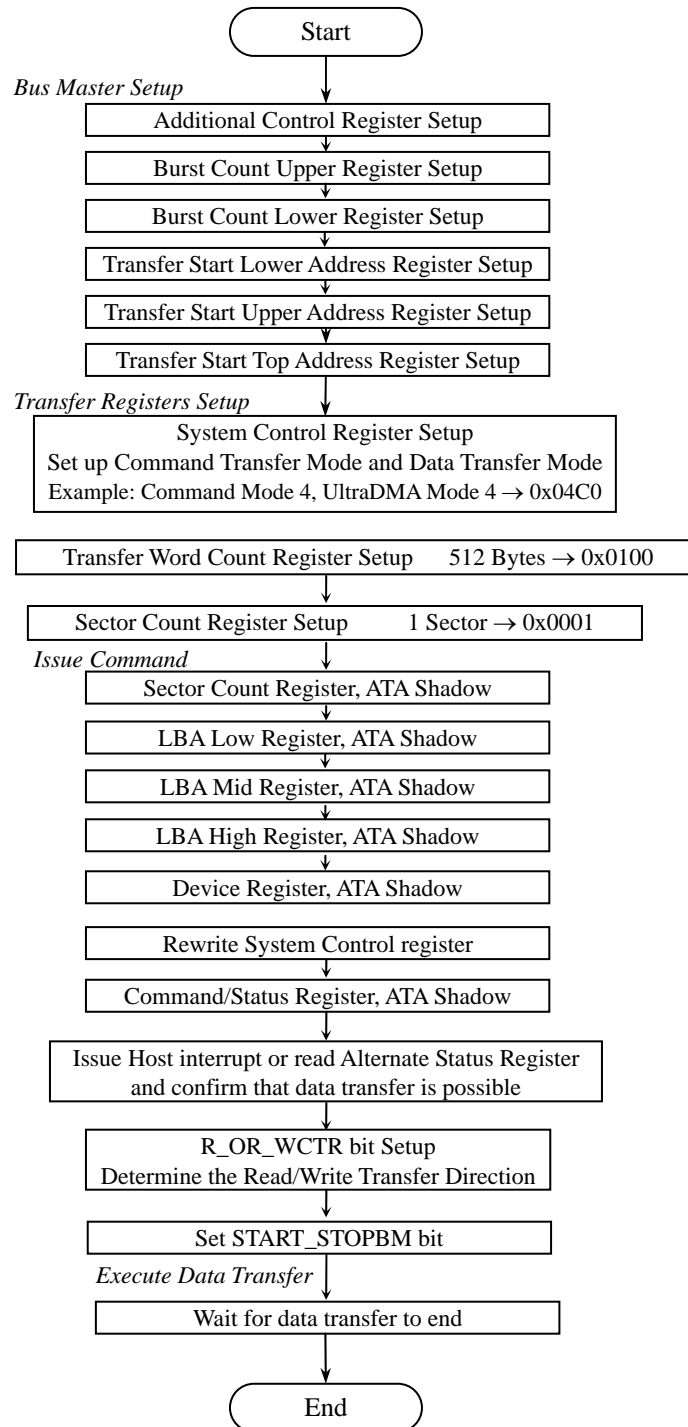 Start
Bus Master Setup
Additional Control Register Setup
Burst Count Upper Register Setup
Burst Count Lower Register Setup
Transfer Start Lower Address Register Setup
Transfer Start Upper Address Register Setup
Transfer Start Top Address Register Setup
Transfer Registers Setup
System Control Register Setup
Set up Command Transfer Mode and Data Transfer Mode
Example: Command Mode 4, UltraDMA Mode 4 → 0x04C0
Transfer Word Count Register Setup 512 Bytes → 0x0100
Sector Count Register Setup 1 Sector → 0x0001
Issue Command
Sector Count Register, ATA Shadow
LBA Low Register, ATA Shadow
LBA Mid Register, ATA Shadow
LBA High Register, ATA Shadow
Device Register, ATA Shadow
Rewrite System Control register
Command/Status Register, ATA Shadow
Issue Host interrupt or read Alternate Status Register
and confirm that data transfer is possible
R_OR_WCTR bit Setup
Determine the Read/Write Transfer Direction
Set START_STOPBM bit
Execute Data Transfer
Wait for data transfer to end
End